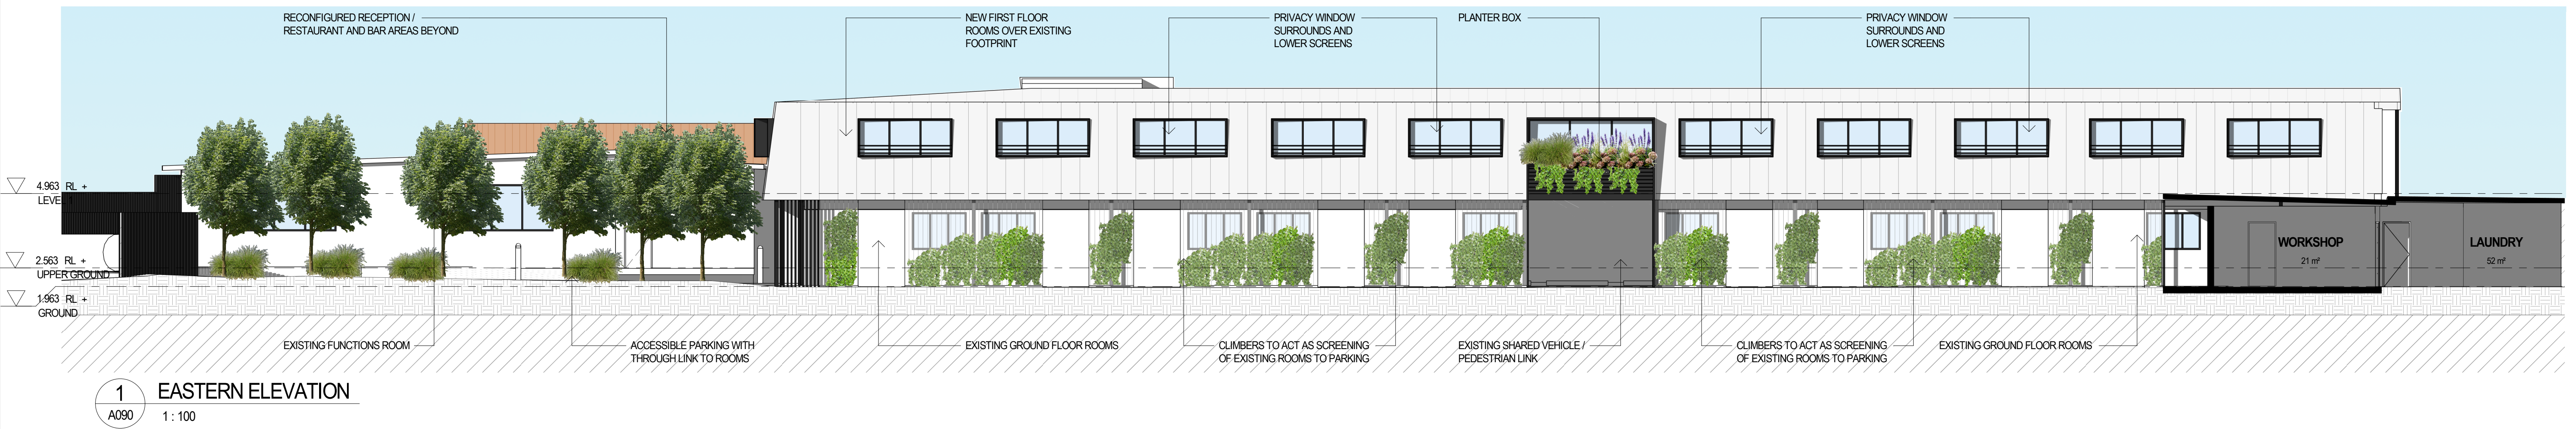 RECONFIGURED RECEPTION /
RESTAURANT AND BAR AREAS BEYOND
NEW FIRST FLOOR
ROOMS OVER EXISTING
FOOTPRINT
PRIVACY WINDOW
SURROUNDS AND
LOWER SCREENS
PLANTER BOX
PRIVACY WINDOW
SURROUNDS AND
LOWER SCREENS
4.963 RL +
LEVEL
2.563 RL +
UPPER GROUND
1.963 RL +
GROUND
WORKSHOP
21 m²
LAUNDRY
52 m²
EXISTING FUNCTIONS ROOM
ACCESSIBLE PARKING WITH
THROUGH LINK TO ROOMS
EXISTING GROUND FLOOR ROOMS
CLIMBERS TO ACT AS SCREENING
OF EXISTING ROOMS TO PARKING
EXISTING SHARED VEHICLE /
PEDESTRIAN LINK
CLIMBERS TO ACT AS SCREENING
OF EXISTING ROOMS TO PARKING
EXISTING GROUND FLOOR ROOMS
1
A090
EASTERN ELEVATION
1 : 100